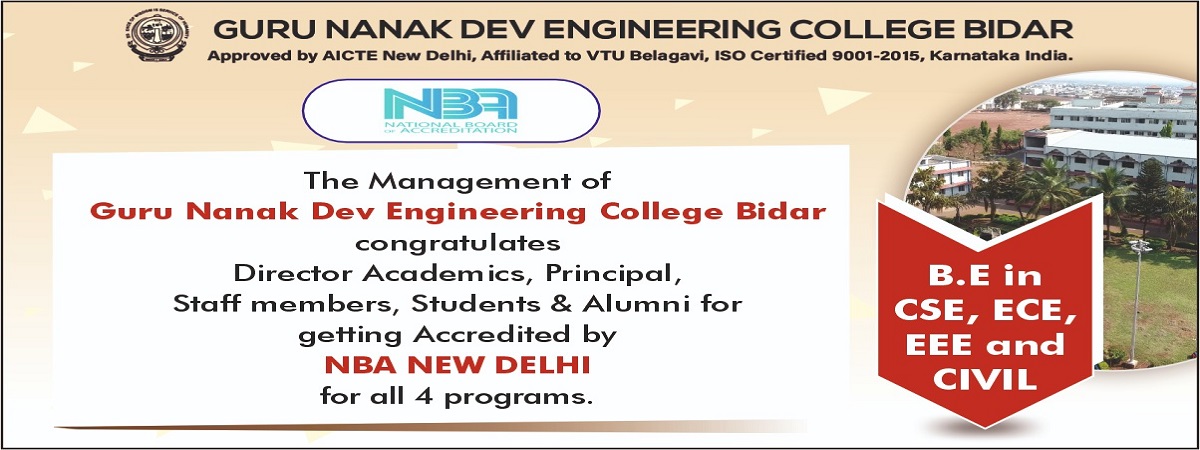 GURU NANAK DEV ENGINEERING COLLEGE BIDAR
Approved by AICTE New Delhi, Affiliated to VTU Belagavi, ISO Certified 9001-2015, Karnataka India.
NBA
NATIONAL BOARD
OF ACCREDITATION
The Management of
Guru Nanak Dev Engineering College Bidar
congratulates
Director Academics, Principal,
Staff members, Students & Alumni for
getting Accredited by
NBA NEW DELHI
for all 4 programs.
B.E in
CSE, ECE,
EEE and
CIVIL